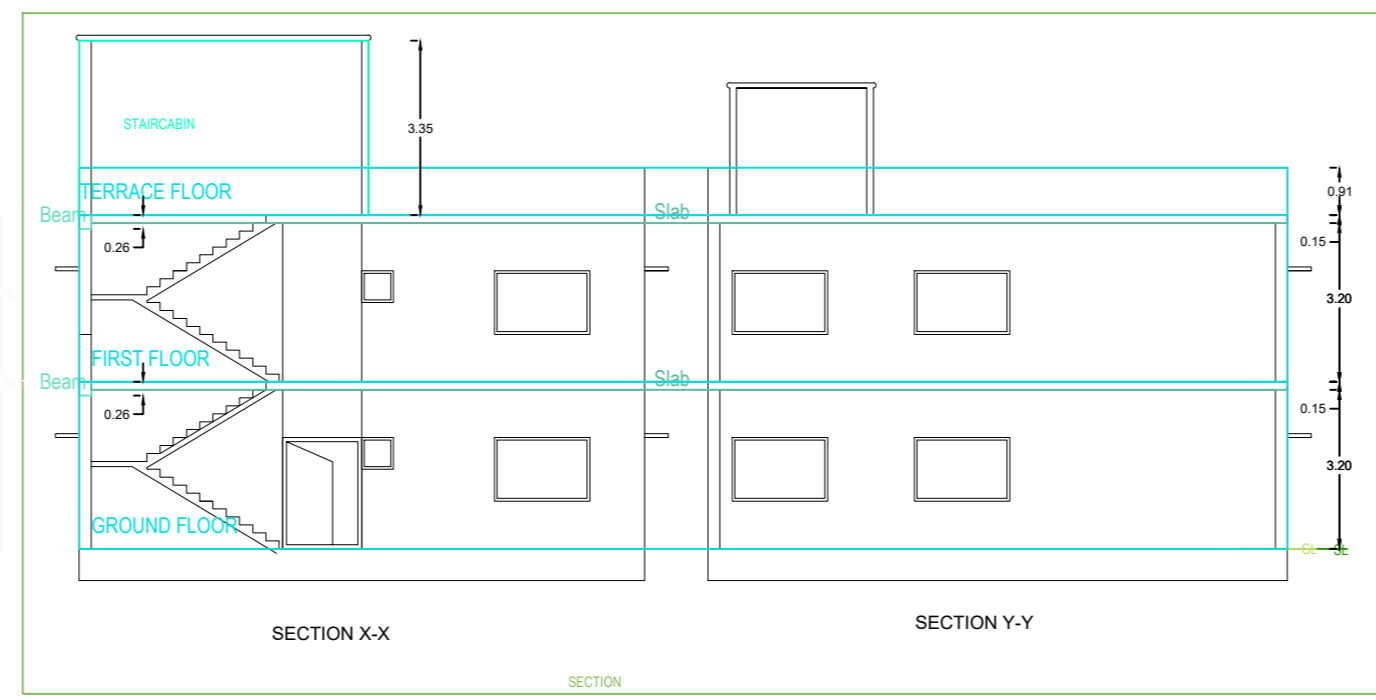 STAIRCABIN
3.35
TERRACE FLOOR
0.91
Beam
Slab
0.26
0.15
3.20
FIRST FLOOR
Beam
Slab
0.26
0.15
3.20
GROUND FLOOR
GL
SL
SECTION X-X
SECTION Y-Y
SECTION